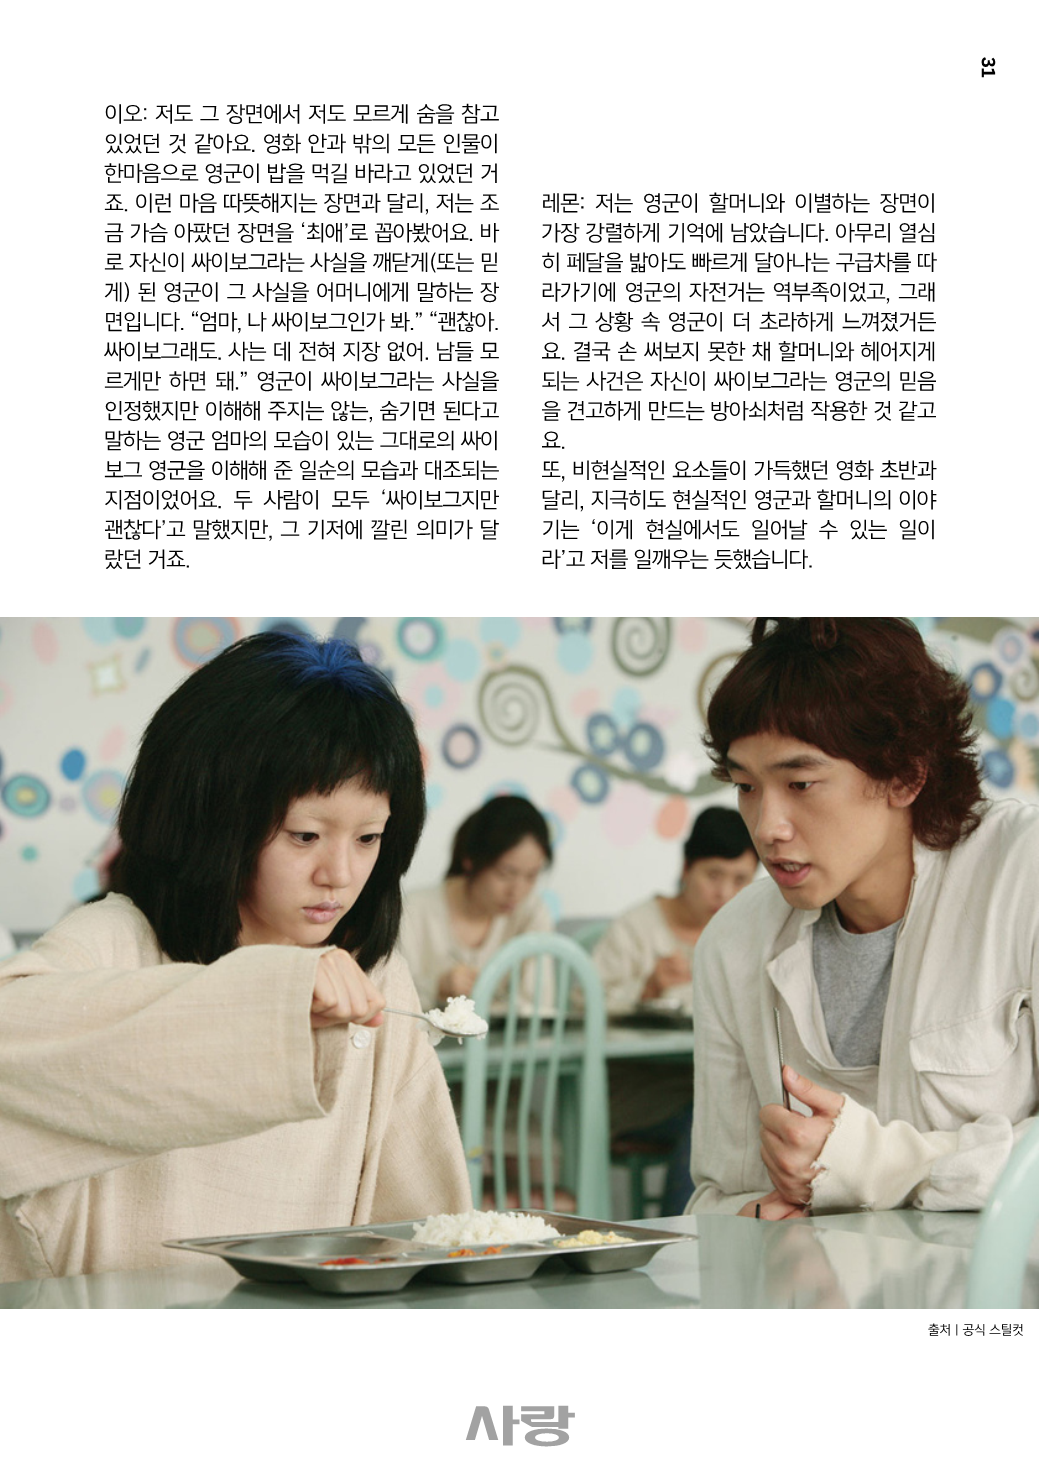 31
이오: 저도 그 장면에서 저도 모르게 숨을 참고
있었던 것 같아요. 영화 안과 밖의 모든 인물이
한마음으로 영군이 밥을 먹길 바라고 있었던 거
죠. 이런 마음 따뜻해지는 장면과 달리, 저는 조
금 가슴 아팠던 장면을 ‘최애’로 꼽아봤어요. 바
로 자신이 싸이보그라는 사실을 깨닫게(또는 믿
게) 된 영군이 그 사실을 어머니에게 말하는 장
면입니다. “엄마, 나 싸이보그인가 봐.” “괜찮아.
싸이보그래도. 사는 데 전혀 지장 없어. 남들 모
르게만 하면 돼.” 영군이 싸이보그라는 사실을
인정했지만 이해해 주지는 않는, 숨기면 된다고
말하는 영군 엄마의 모습이 있는 그대로의 싸이
보그 영군을 이해해 준 일순의 모습과 대조되는
지점이었어요. 두 사람이 모두 ‘싸이보그지만
괜찮다’고 말했지만, 그 기저에 깔린 의미가 달
랐던 거죠.
레몬: 저는 영군이 할머니와 이별하는 장면이
가장 강렬하게 기억에 남았습니다. 아무리 열심
히 페달을 밟아도 빠르게 달아나는 구급차를 따
라가기에 영군의 자전거는 역부족이었고, 그래
서 그 상황 속 영군이 더 초라하게 느껴졌거든
요. 결국 손 써보지 못한 채 할머니와 헤어지게
되는 사건은 자신이 싸이보그라는 영군의 믿음
을 견고하게 만드는 방아쇠처럼 작용한 것 같고
요.
또, 비현실적인 요소들이 가득했던 영화 초반과
달리, 지극히도 현실적인 영군과 할머니의 이야
기는 ‘이게 현실에서도 일어날 수 있는 일이
라’고 저를 일깨우는 듯했습니다.
출처 | 공식 스틸컷
사랑